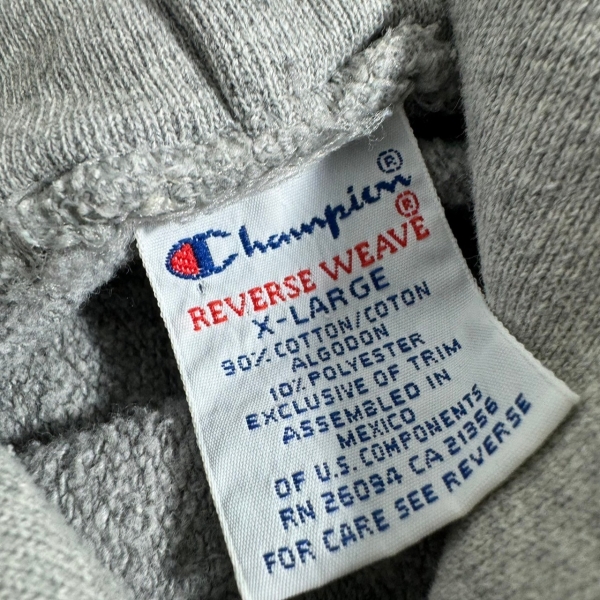 Champion®
REVERSE WEAVE®
X-LARGE
90% COTTON/COTON
ALGODON
10% POLYESTER
EXCLUSIVE OF TRIM
ASSEMBLED IN
MEXICO
OF U.S. COMPONENTS
RN 26094 CA 21356
FOR CARE SEE REVERSE